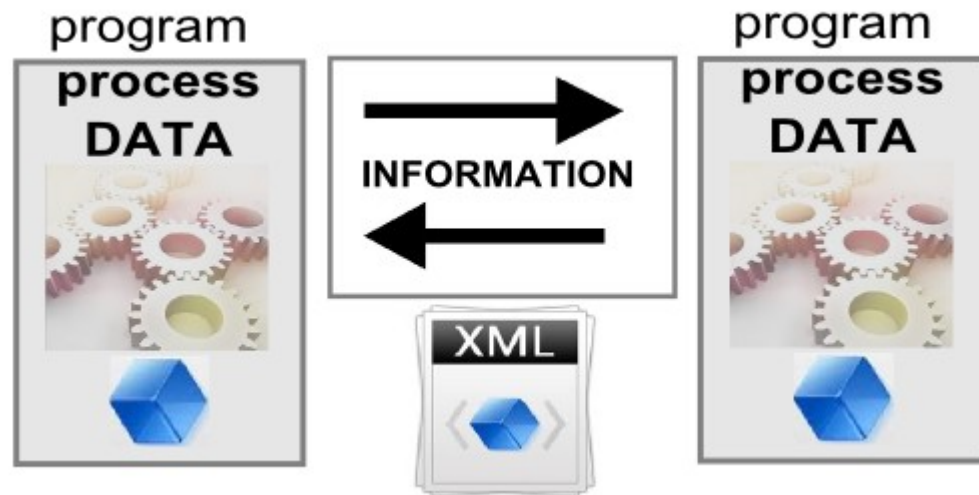 program
process
DATA
INFORMATION
XML
program
process
DATA